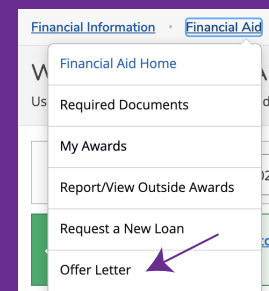 Financial Information • Financial Aid
Financial Aid Home
Us
Required Documents
My Awards
Report/View Outside Awards
Request a New Loan
Offer Letter